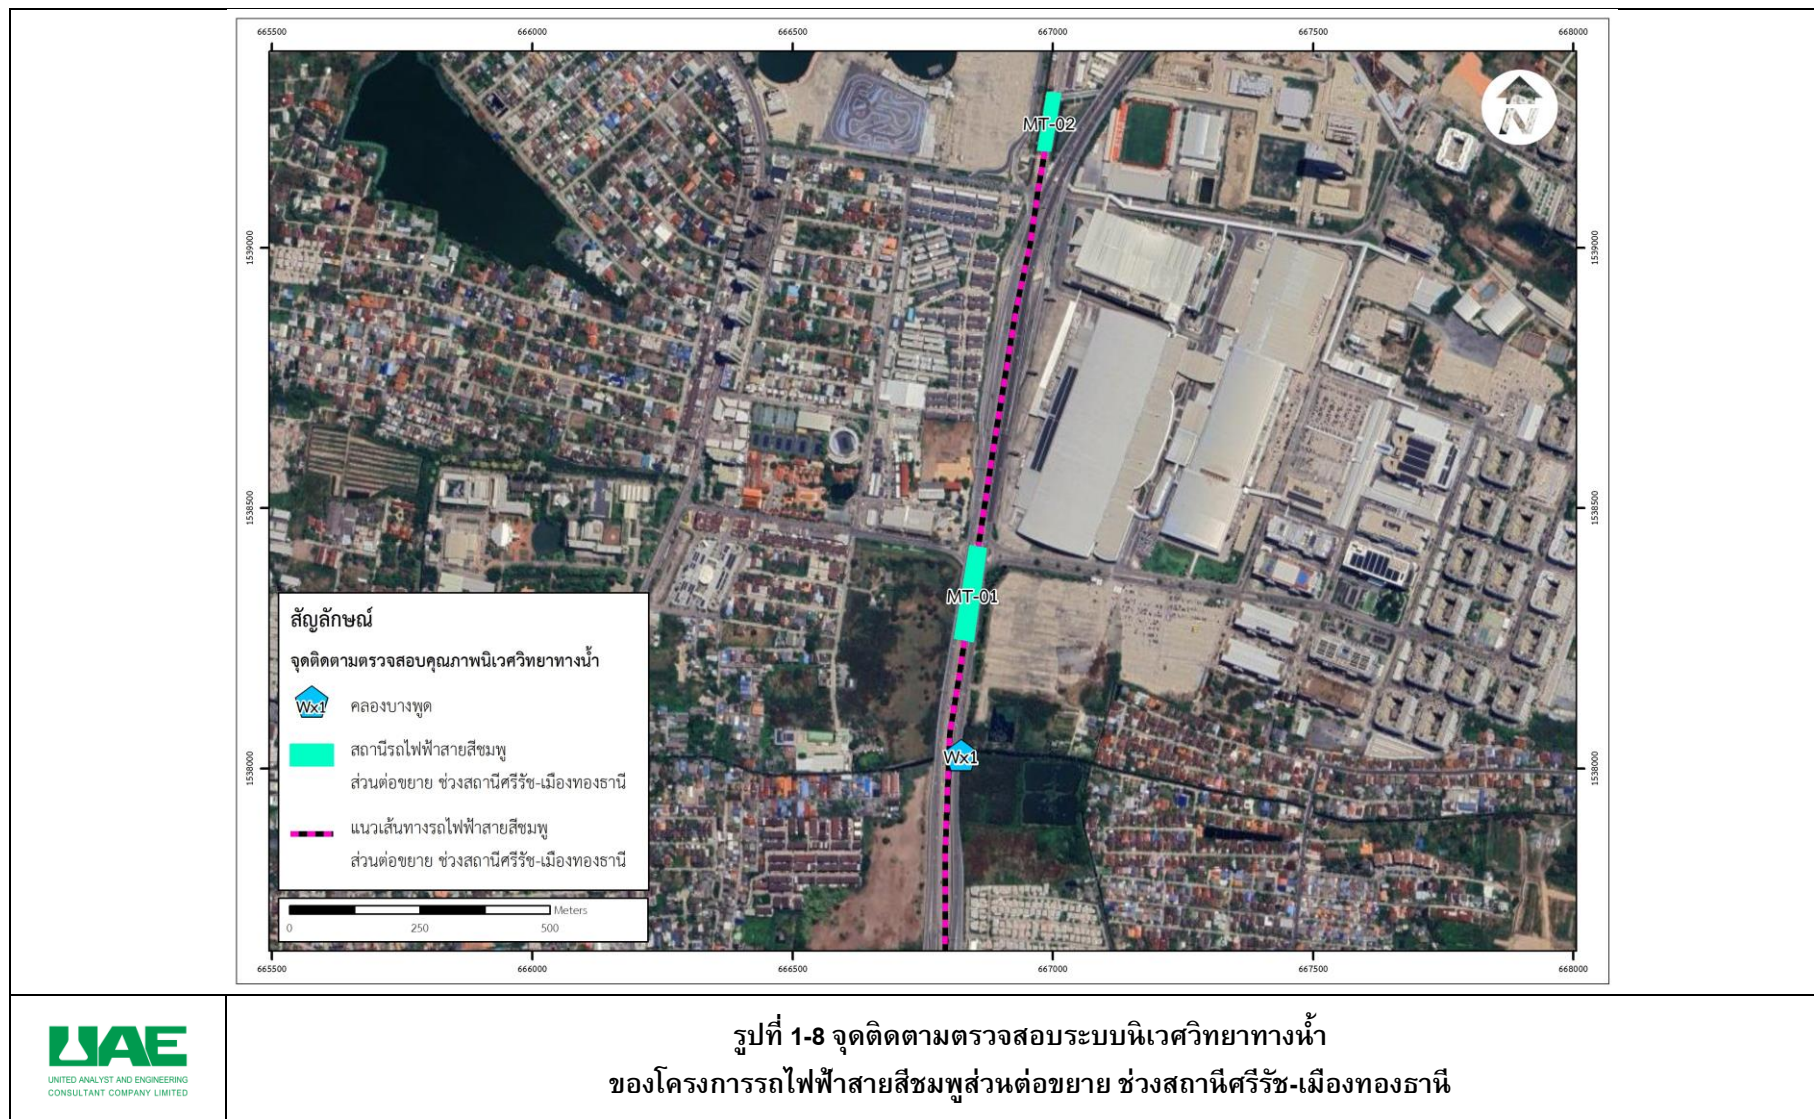 665500 666000 666500 667000 667500 668000
N
MT-02
1539000 1539000
1538500 1538500
MT-01
สัญลักษณ์
จุดติดตามตรวจสอบคุณภาพนิเวศวิทยาทางน้ำ
Wx1 คลองบางพูด
สถานีรถไฟฟ้าสายสีชมพู
ส่วนต่อขยาย ช่วงสถานีศรีรัช-เมืองทองธานี
แนวเส้นทางรถไฟฟ้าสายสีชมพู
ส่วนต่อขยาย ช่วงสถานีศรีรัช-เมืองทองธานี
Wx1
1538000 1538000
Meters
0 250 500
665500 666000 666500 667000 667500 668000
UAE
UNITED ANALYST AND ENGINEERING
CONSULTANT COMPANY LIMITED
รูปที่ 1-8 จุดติดตามตรวจสอบระบบนิเวศวิทยาทางน้ำ
ของโครงการรถไฟฟ้าสายสีชมพูส่วนต่อขยาย ช่วงสถานีศรีรัช-เมืองทองธานี